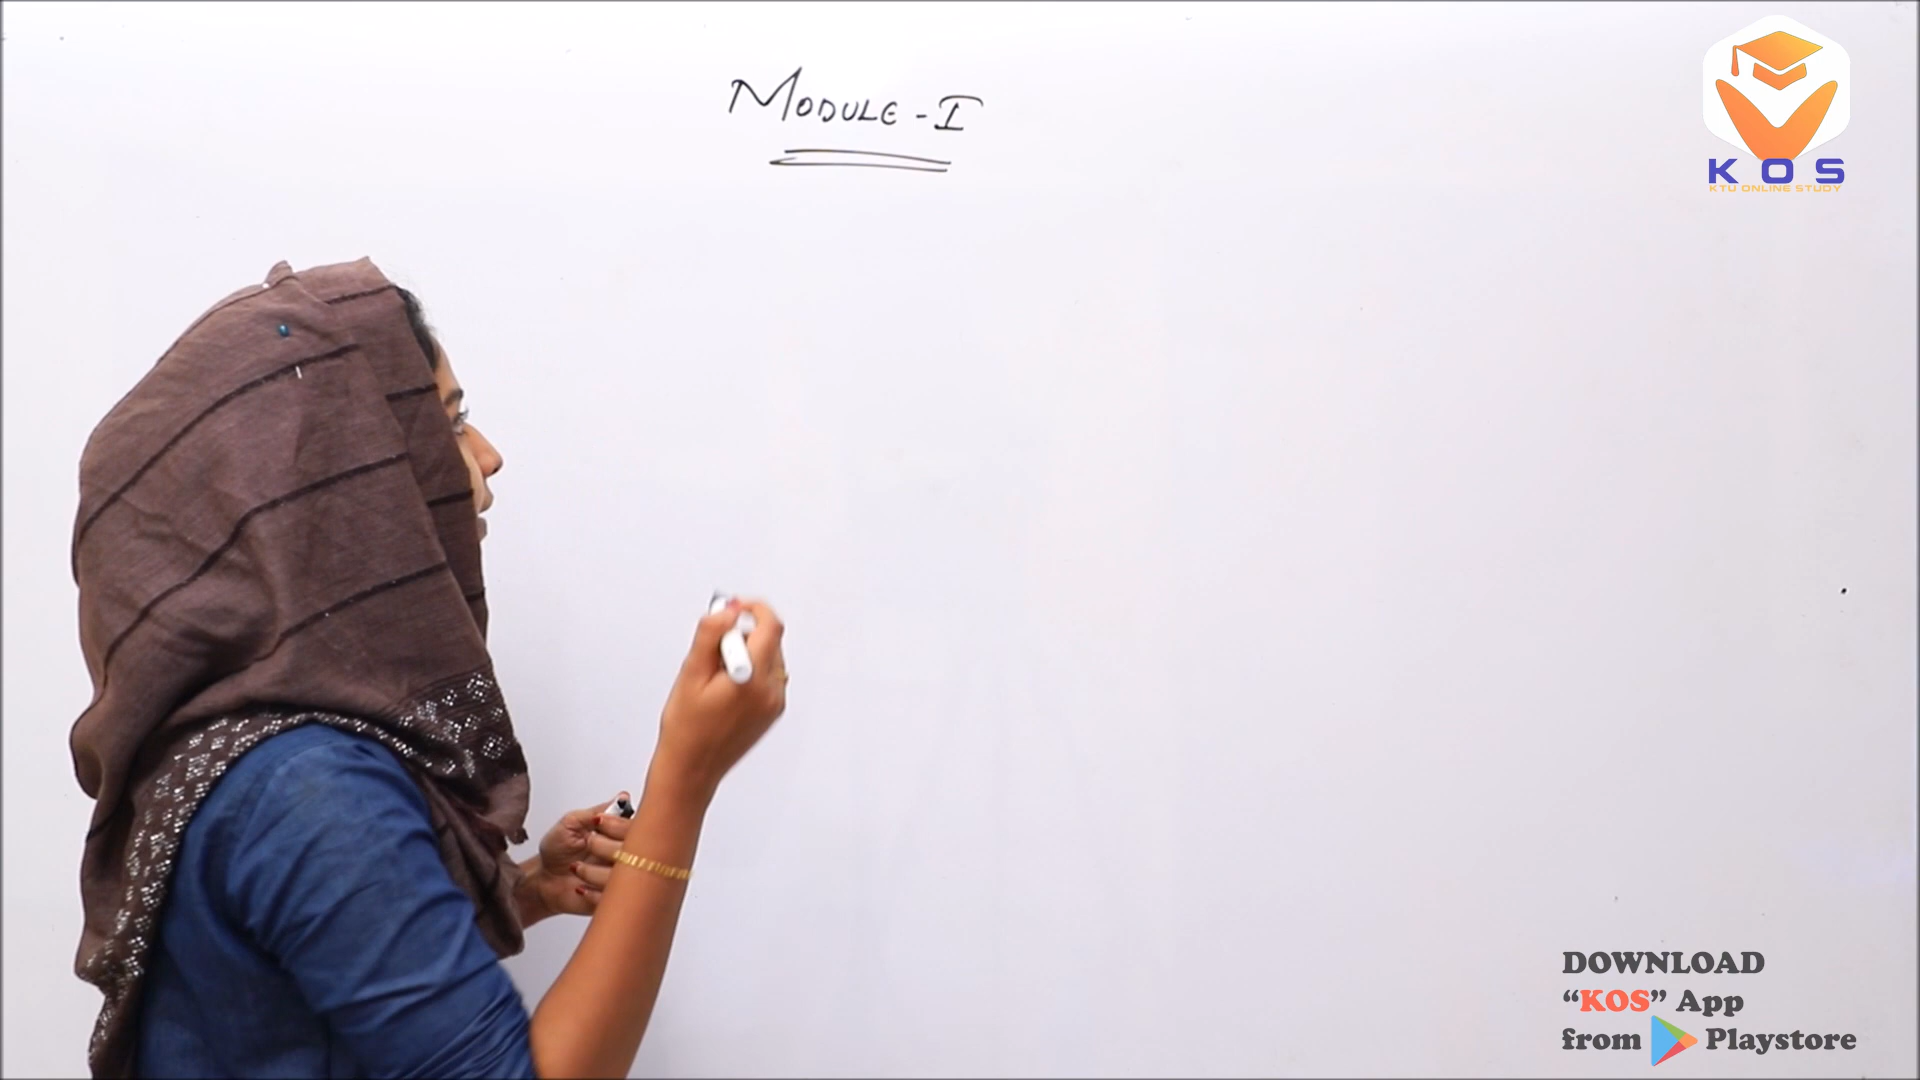 MODULE - I
KOS
KTU ONLINE STUDY
DOWNLOAD
“KOS” App
from Playstore